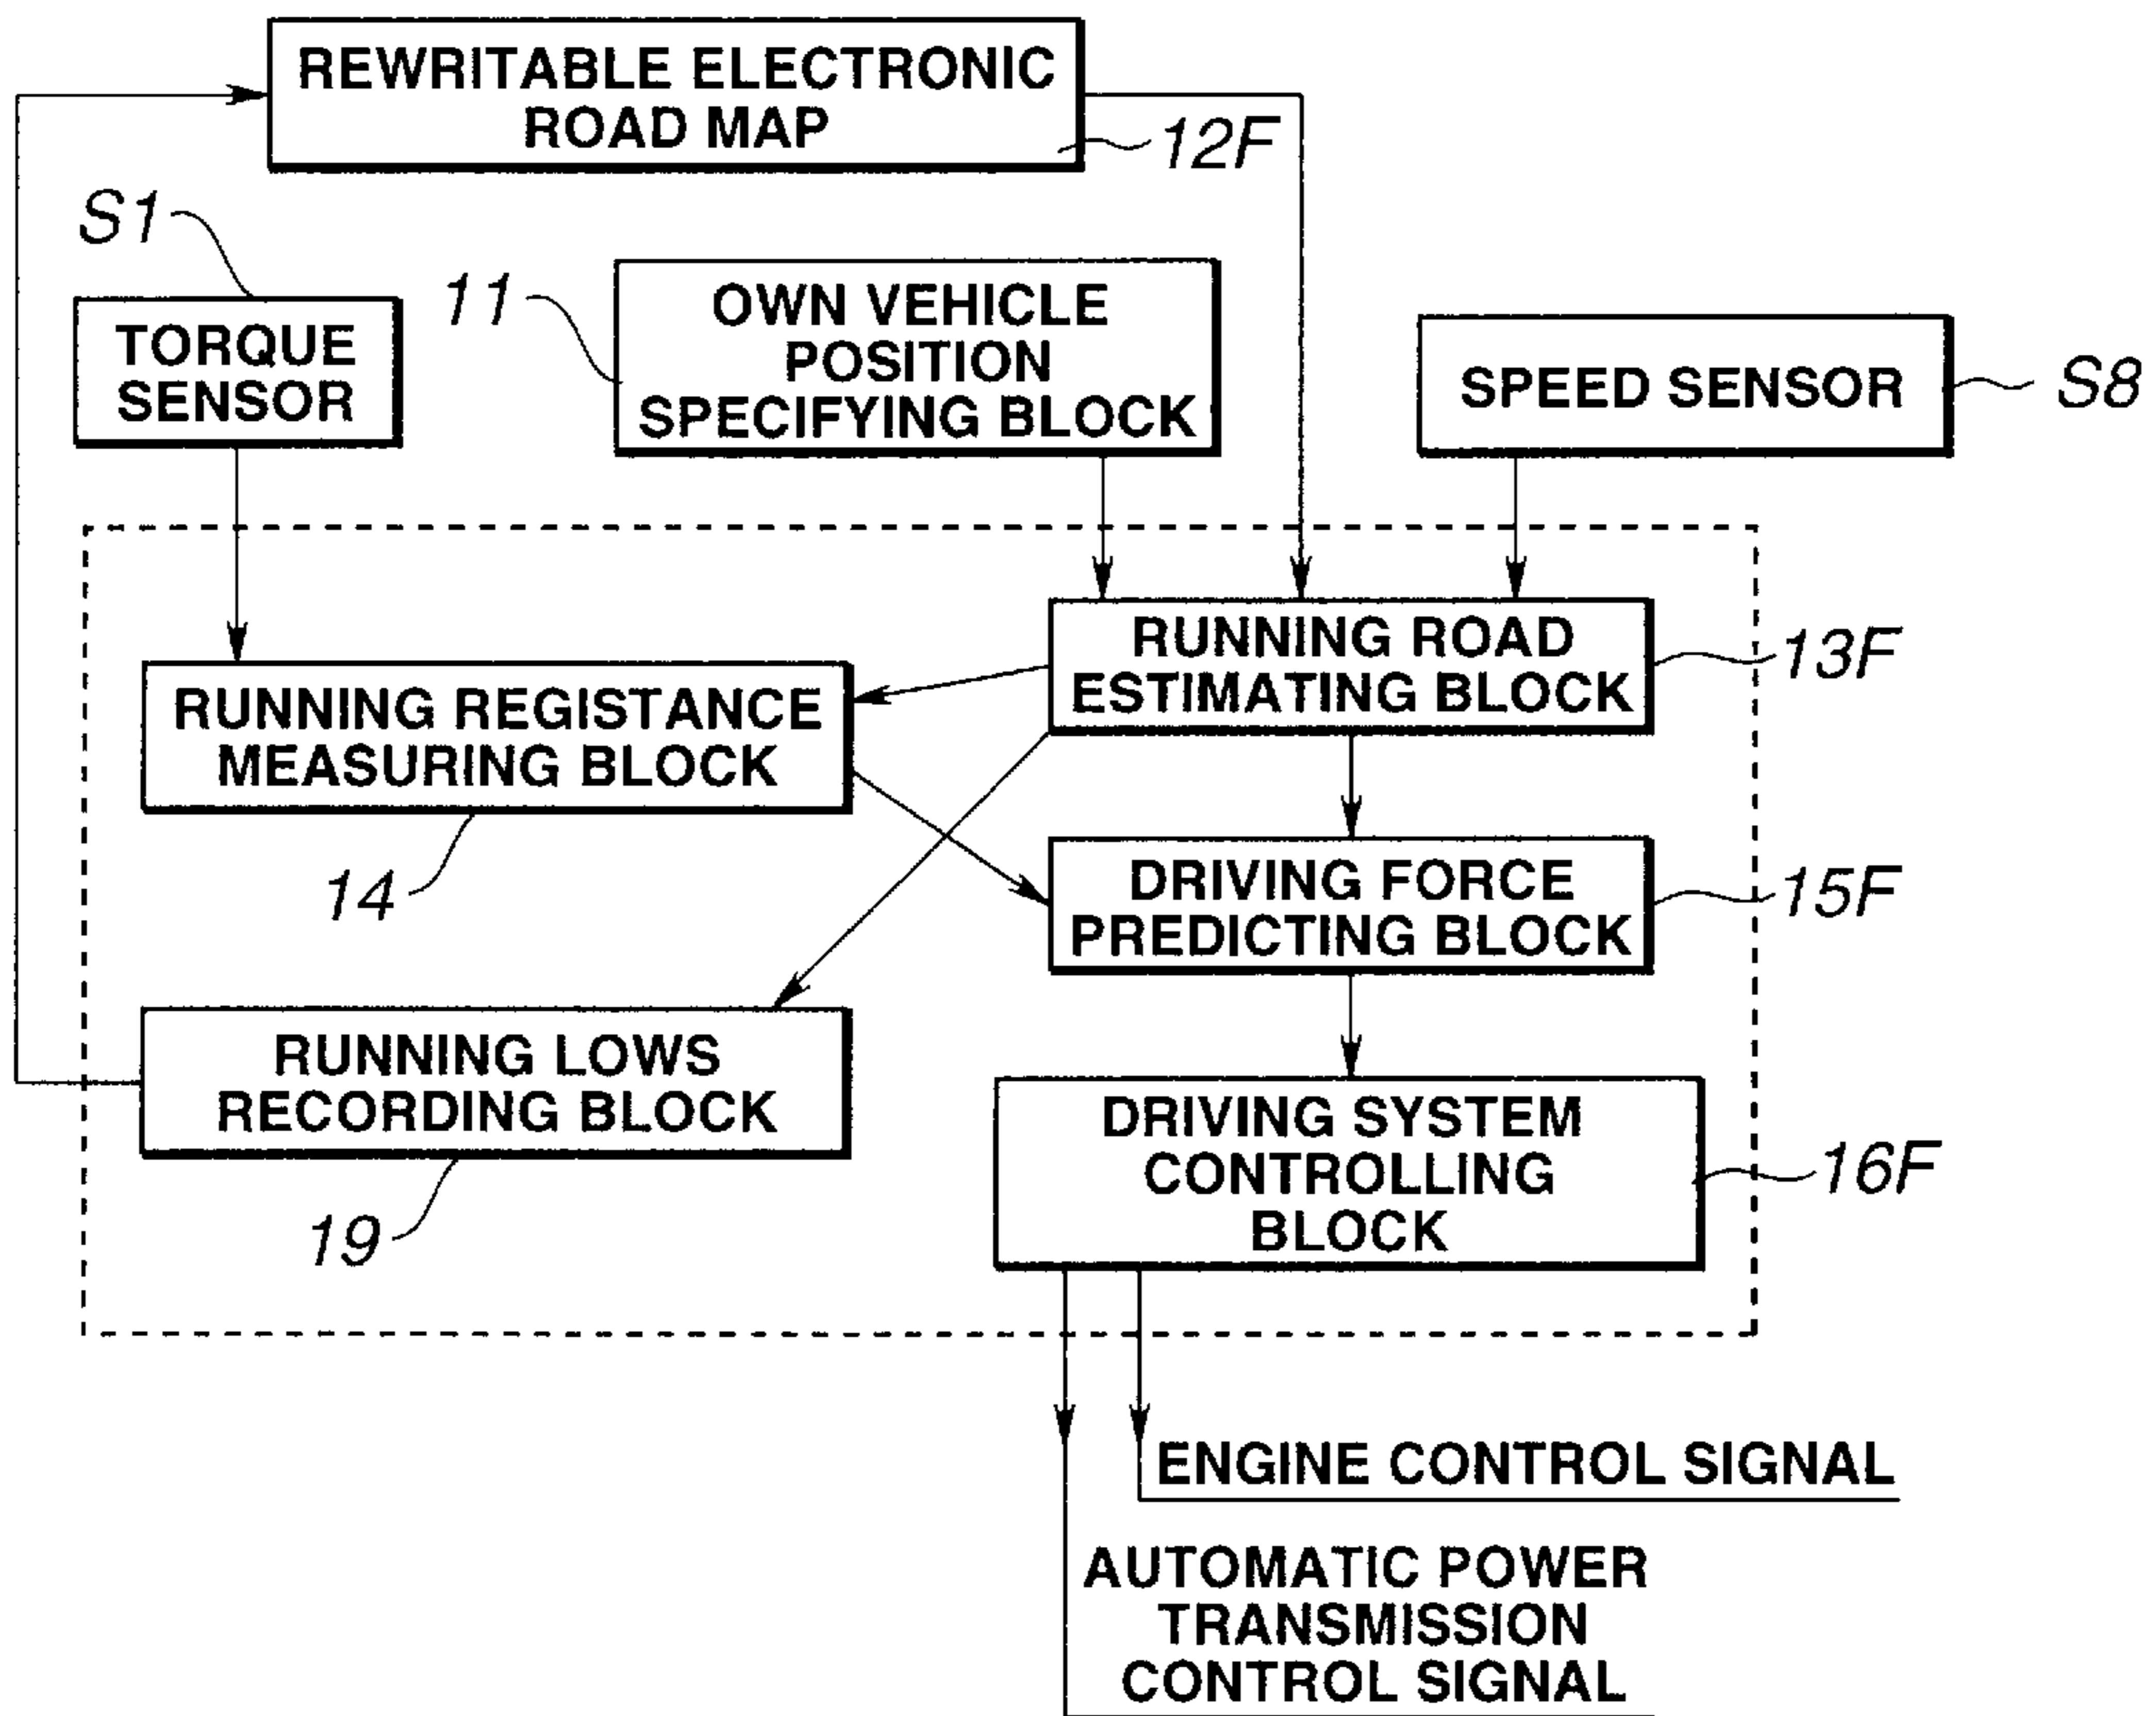 REWRITABLE ELECTRONIC
ROAD MAP
12F
S1
11
OWN VEHICLE
POSITION
SPECIFYING BLOCK
TORQUE
SENSOR
SPEED SENSOR
S8
RUNNING ROAD
ESTIMATING BLOCK
13F
RUNNING REGISTANCE
MEASURING BLOCK
14
DRIVING FORCE
PREDICTING BLOCK
15F
RUNNING LOWS
RECORDING BLOCK
19
DRIVING SYSTEM
CONTROLLING
BLOCK
16F
ENGINE CONTROL SIGNAL
AUTOMATIC POWER
TRANSMISSION
CONTROL SIGNAL